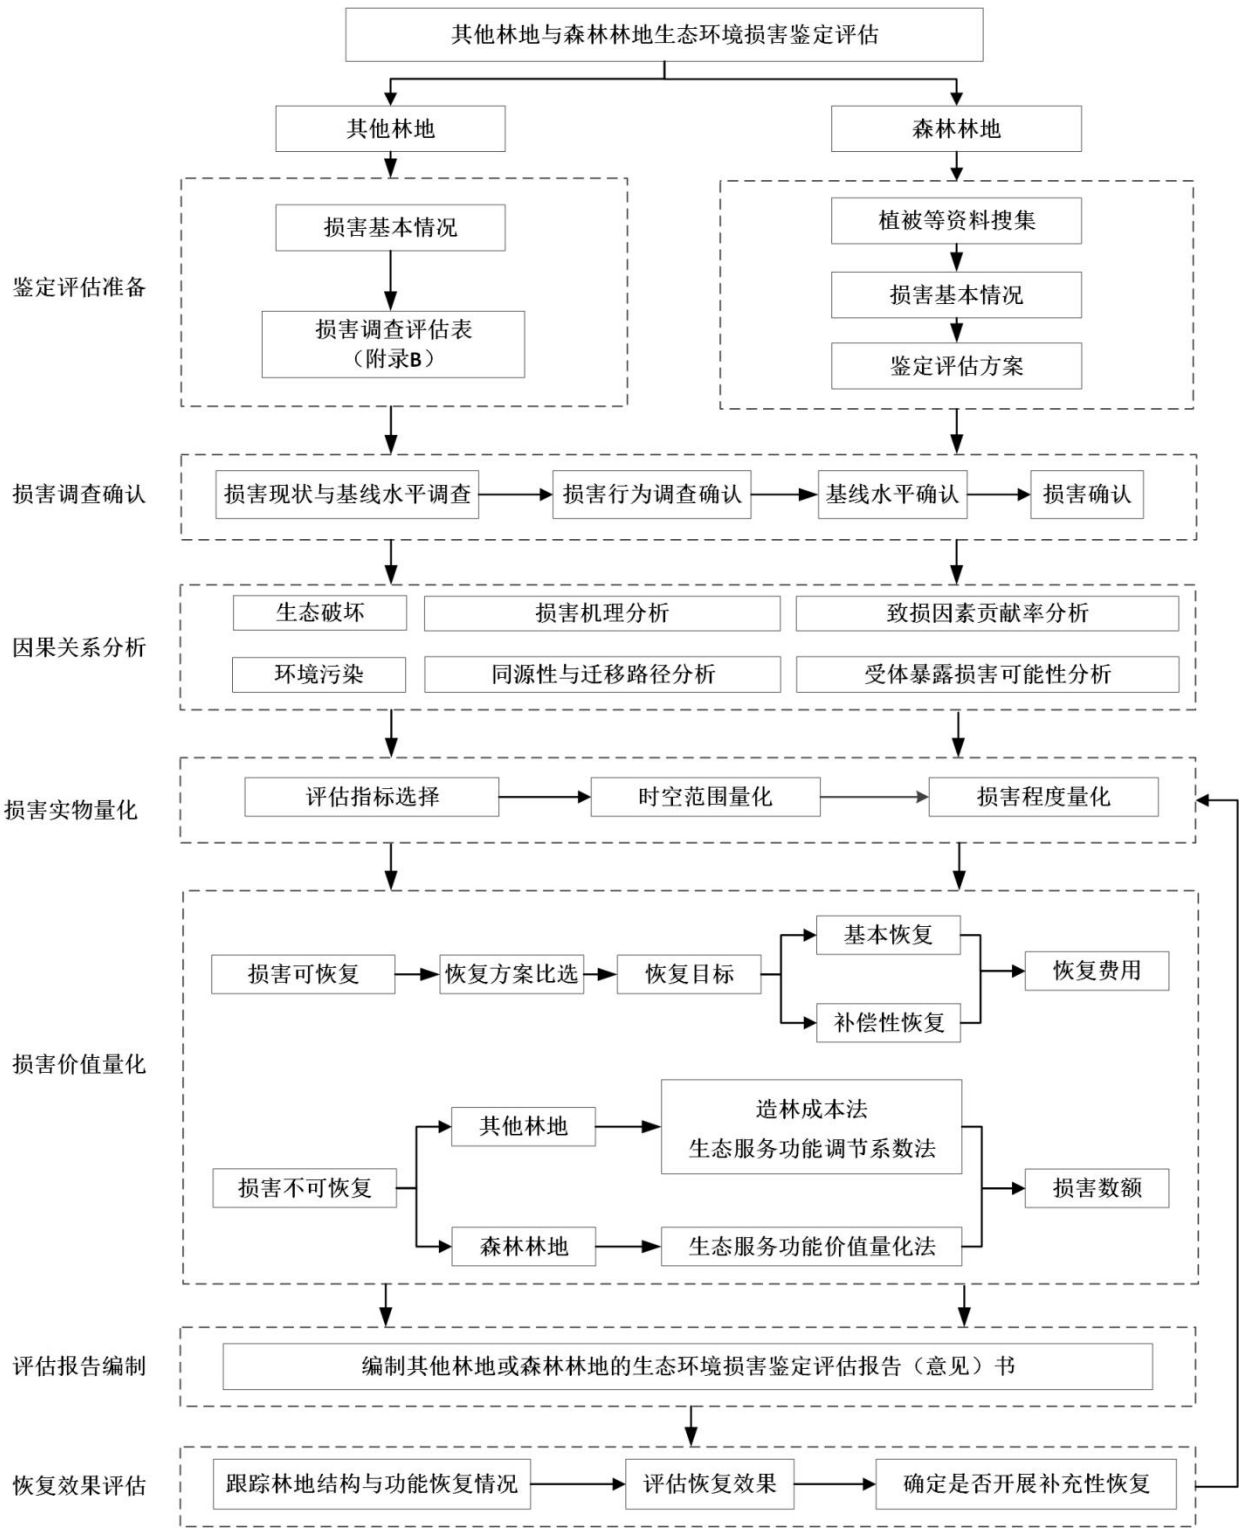 其他林地与森林林地生态环境损害鉴定评估
其他林地
森林林地
鉴定评估准备
损害基本情况
损害调查评估表
（附录B）
植被等资料搜集
损害基本情况
鉴定评估方案
损害调查确认
损害现状与基线水平调查
损害行为调查确认
基线水平确认
损害确认
因果关系分析
生态破坏
损害机理分析
致损因素贡献率分析
环境污染
同源性与迁移路径分析
受体暴露损害可能性分析
损害实物量化
评估指标选择
时空范围量化
损害程度量化
损害价值量化
损害可恢复
恢复方案比选
恢复目标
基本恢复
补偿性恢复
恢复费用
损害不可恢复
其他林地
造林成本法
生态服务功能调节系数法
森林林地
生态服务功能价值量化法
损害数额
评估报告编制
编制其他林地或森林林地的生态环境损害鉴定评估报告（意见）书
恢复效果评估
跟踪林地结构与功能恢复情况
评估恢复效果
确定是否开展补充性恢复